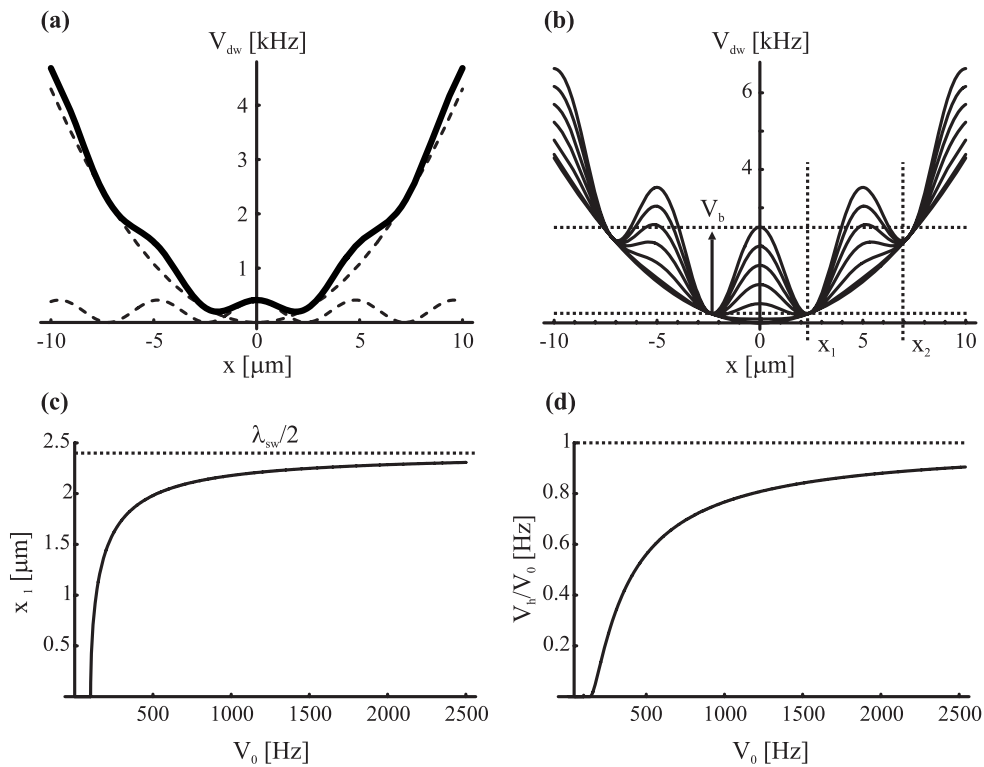 (a)
V_dw [kHz]
4
3
2
1
-10 -5 0 5 10
x [μm]
(b)
V_dw [kHz]
6
4
V_b
-10 -5 0 x_1 5 x_2 10
x [μm]
(c)
λ_sw/2
2.5
2
1.5
1
0.5
x_1 [μm]
500 1000 1500 2000 2500
V_0 [Hz]
(d)
1
0.8
0.6
0.4
0.2
V_h/V_0 [Hz]
500 1000 1500 2000 2500
V_0 [Hz]